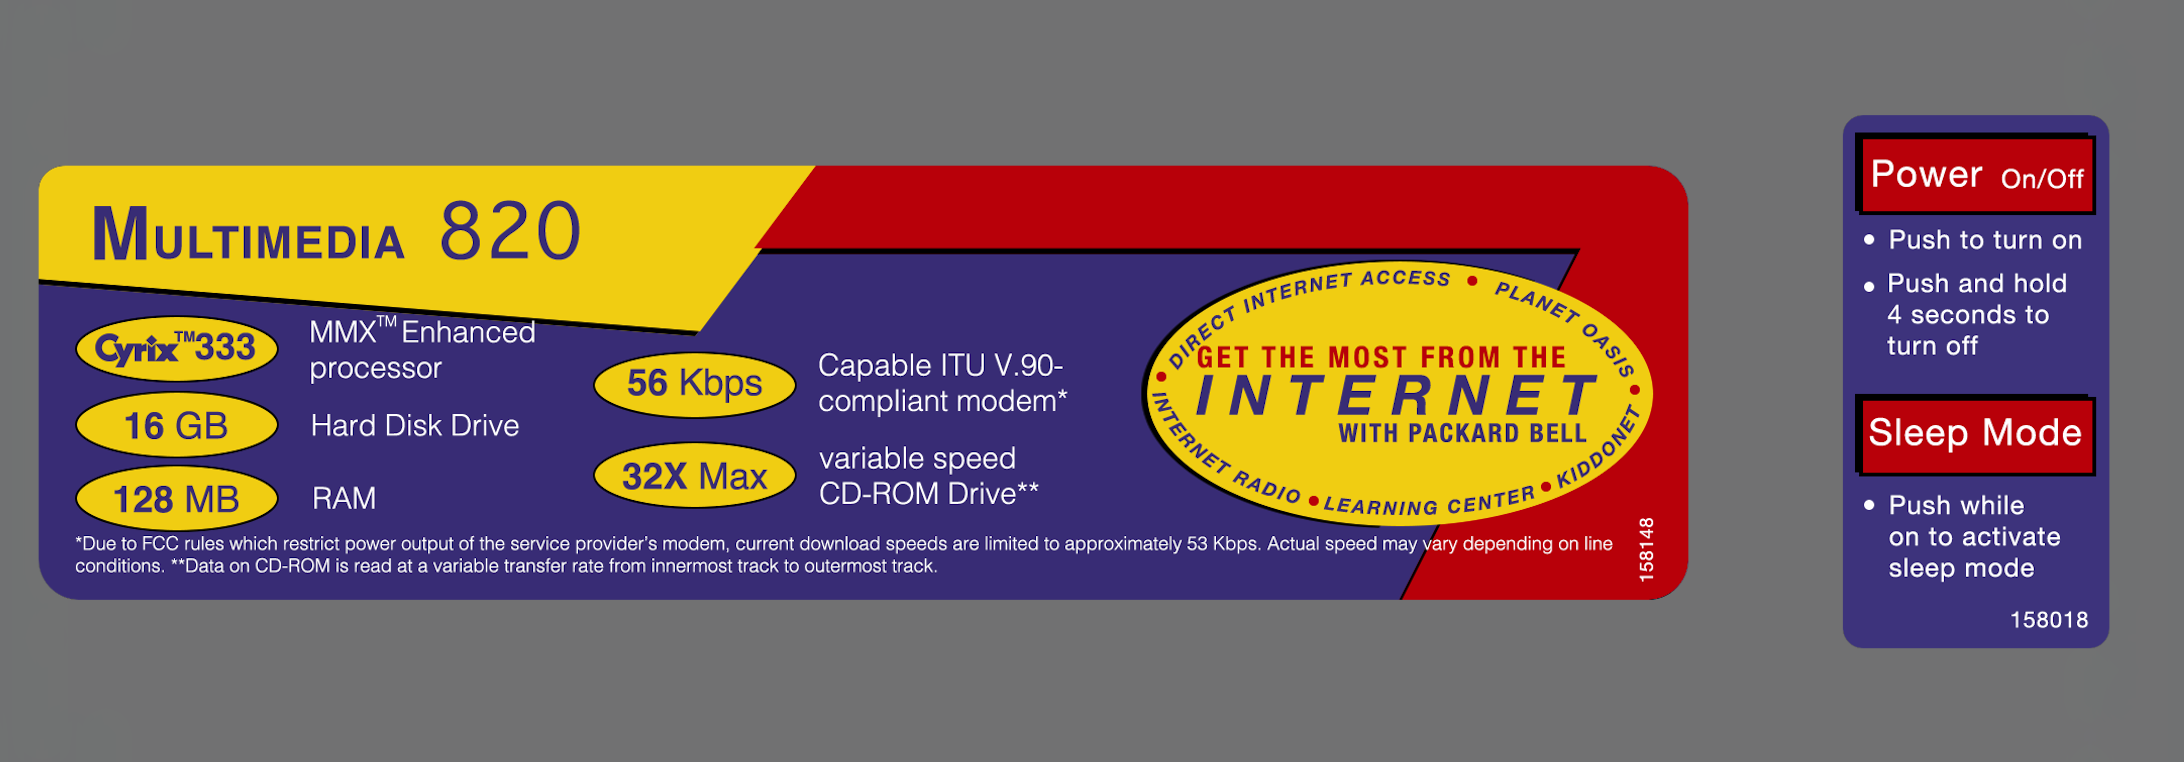 MULTIMEDIA 820
Cyrix™333
MMX™ Enhanced
processor
16 GB
Hard Disk Drive
128 MB
RAM
56 Kbps
Capable ITU V.90-
compliant modem*
32X Max
variable speed
CD-ROM Drive**
DIRECT INTERNET ACCESS • PLANET OASIS •
GET THE MOST FROM THE
INTERNET
WITH PACKARD BELL
• INTERNET RADIO • LEARNING CENTER • KIDDONET
*Due to FCC rules which restrict power output of the service provider's modem, current download speeds are limited to approximately 53 Kbps. Actual speed may vary depending on line
conditions. **Data on CD-ROM is read at a variable transfer rate from innermost track to outermost track.
158148
Power On/Off
• Push to turn on
• Push and hold
4 seconds to
turn off
Sleep Mode
• Push while
on to activate
sleep mode
158018